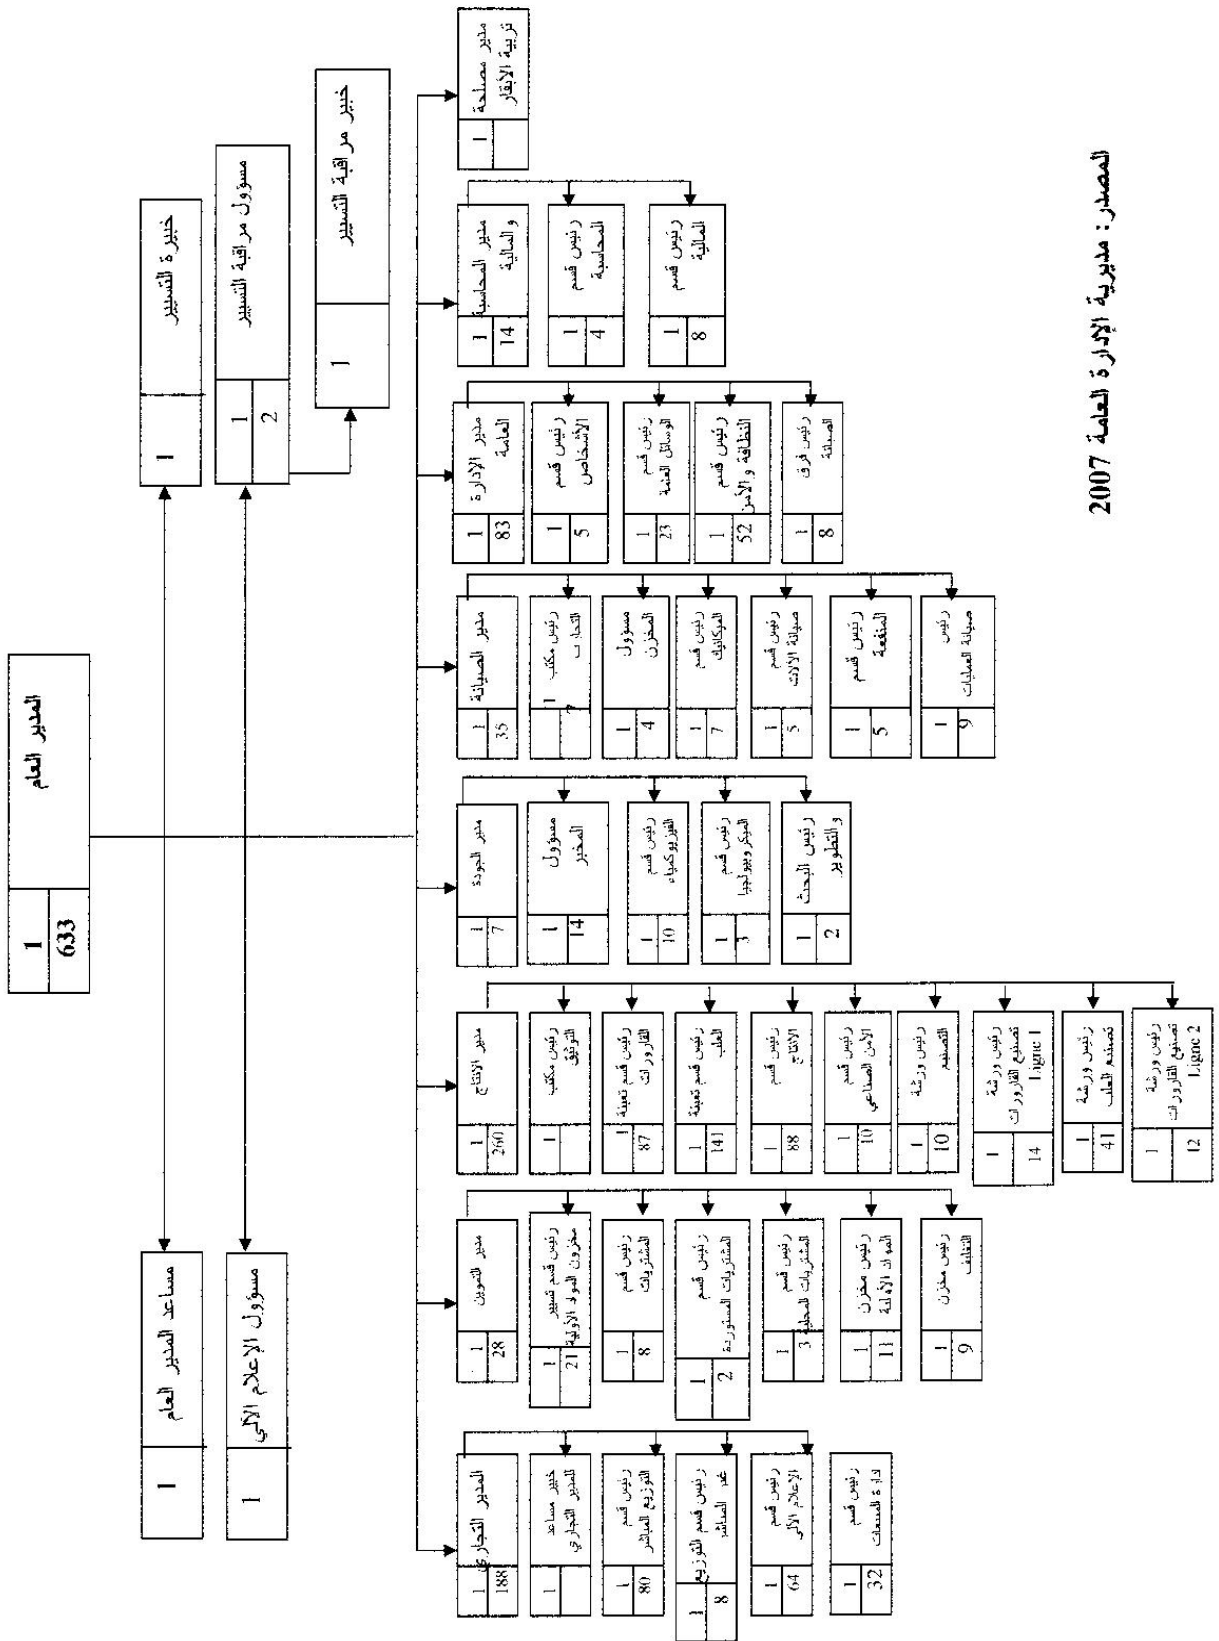 المدير العام
1
633
مساعد المدير العام
1
خبيرة التسيير
1
مسؤول الإعلام الآلي
1
مسؤول مراقبة التسيير
1
2
خبير مراقبة التسيير
1
المدير التجاري
1
188
خبير مساعد
للمدير التجاري
1
رئيس قسم
التوزيع المباشر
1
80
رئيس قسم التوزيع
غير المباشر
1
8
رئيس قسم
الإعلام الآلي
1
64
رئيس قسم
إدارة المبيعات
1
32
مدير التموين
1
28
رئيس قسم تسيير
مخزون المواد الأولية
1
21
رئيس قسم
المشتريات
1
8
رئيس قسم
المشتريات المستوردة
1
2
رئيس قسم
المشتريات المحلية
1
3
رئيس مخزن
المواد الأولية
1
11
رئيس مخزن
التغليف
1
9
مدير الانتاج
1
260
رئيس مكتب
التوثيق
1
رئيس قسم تعبئة
القارورات
1
87
رئيس قسم تعبئة
العلب
1
141
رئيس قسم
الانتاج
1
88
رئيس قسم
الأمن الصناعي
1
10
رئيس ورشة
التصنيع
1
10
رئيس ورشة
تصنيع القارورات
Ligne 1
1
14
رئيس ورشة
تصنيع العلب
1
41
رئيس ورشة
تصنيع القارورات
Ligne 2
1
12
مدير الجودة
1
7
مسؤول
المخبر
1
14
رئيس قسم
الفيزيوكمياء
1
10
رئيس قسم
الميكروبيولجيا
1
3
رئيس البحث
و التطوير
1
2
مدير الصيانة
1
35
رئيس مكتب
1
7
مسؤول
المخزن
1
4
رئيس قسم
الميكانيك
1
7
رئيس قسم
صيانة الآلات
1
5
رئيس قسم
المنفعة
1
5
رئيس
صيانة العمليات
1
9
مدير الإدارة
العامة
1
83
رئيس قسم
الأشخاص
1
5
رئيس قسم
الوسائل العامة
1
23
رئيس قسم
النظافة و الأمن
1
52
رئيس فرق
الصيانة
1
8
مدير المحاسبة
و المالية
1
14
رئيس قسم
المحاسبة
1
4
رئيس قسم
المالية
1
8
مدير مصلحة
تربية الأبقار
1
المصدر: مديرية الإدارة العامة 2007